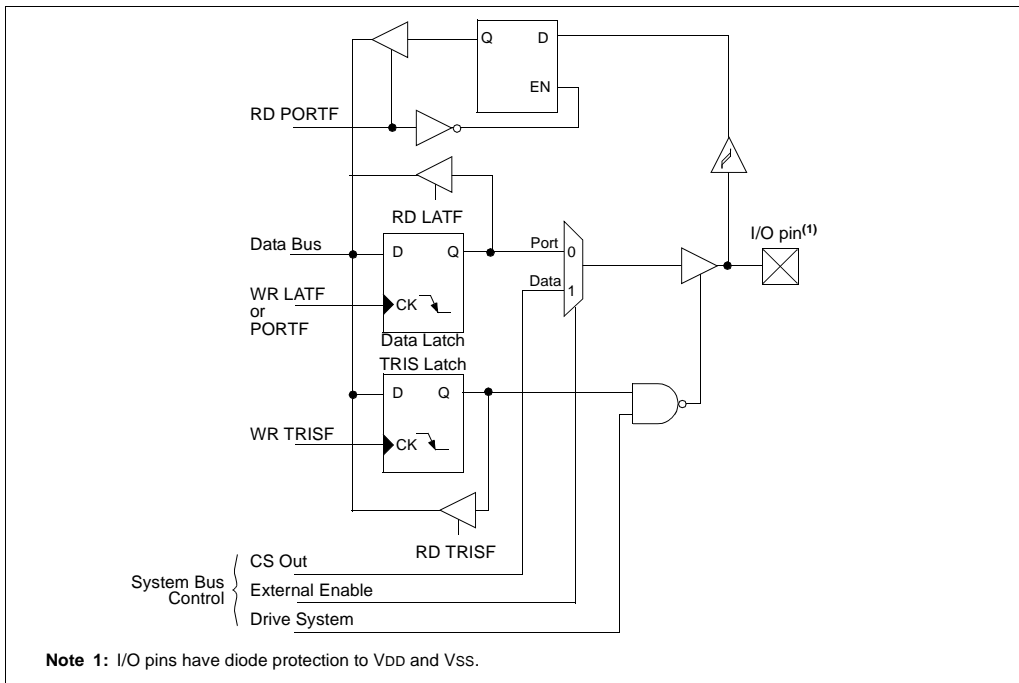 Q D
EN
RD PORTF
RD LATF
I/O pin(1)
Data Bus
D Q
Port 0
Data 1
WR LATF
or
PORTF
CK
Data Latch
TRIS Latch
D Q
WR TRISF
CK
RD TRISF
CS Out
System Bus
Control
External Enable
Drive System
Note 1: I/O pins have diode protection to VDD and VSS.